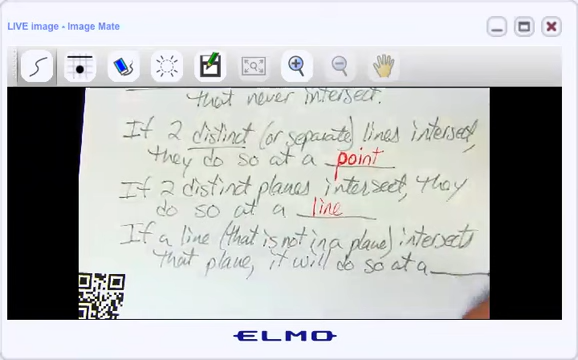 LIVE image - Image Mate
that never intersect.
If 2 distinct (or separate) lines intersect,
they do so at a point
If 2 distinct planes intersect, they
do so at a line
If a line (that is not in a plane) intersects
that plane, it will do so at a
ELMO